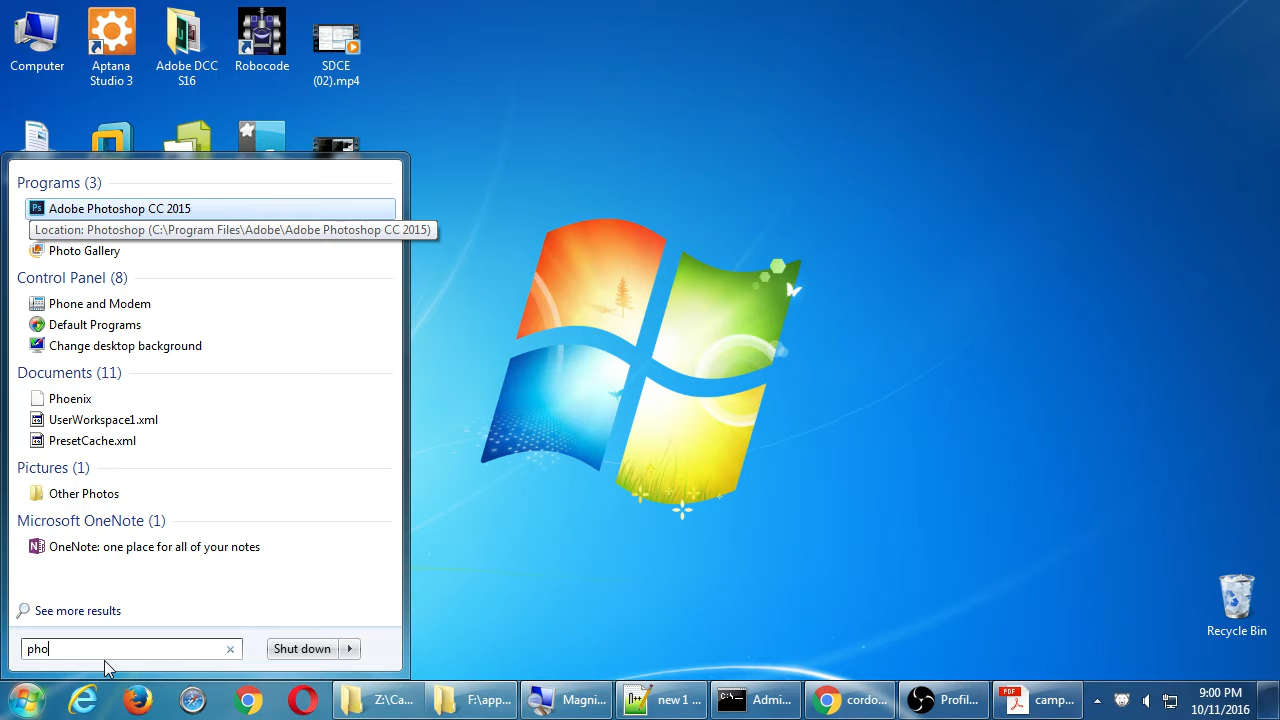 Computer
Aptana
Studio 3
Adobe DCC
S16
Robocode
SDCE
(02).mp4
Programs (3)
Ps
Adobe Photoshop CC 2015
Location: Photoshop (C:\Program Files\Adobe\Adobe Photoshop CC 2015)
Photo Gallery
Control Panel (8)
Phone and Modem
Default Programs
Change desktop background
Documents (11)
Phoenix
UserWorkspace1.xml
PresetCache.xml
Pictures (1)
Other Photos
Microsoft OneNote (1)
OneNote: one place for all of your notes
See more results
pho
Shut down
Recycle Bin
Z:\Ca...
F:\app...
Magni...
new 1 ...
Admi...
cordo...
Profil...
PDF
camp...
9:00 PM
10/11/2016